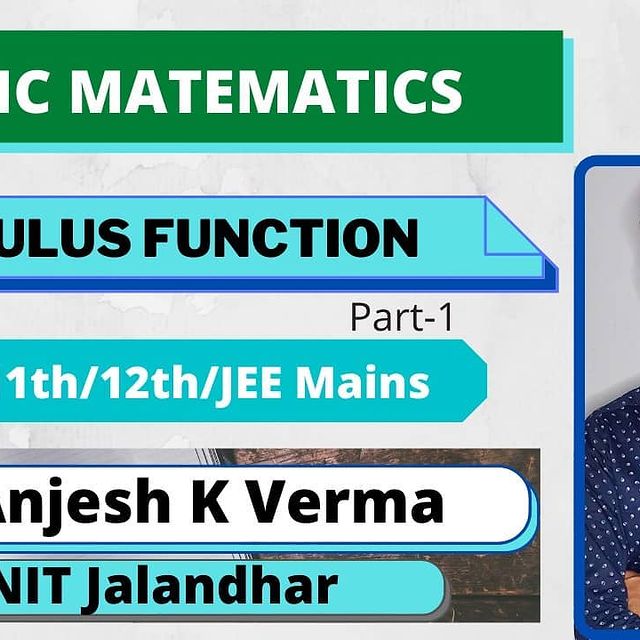 IC MATEMATICS
ULUS FUNCTION
Part-1
1th/12th/JEE Mains
Anjesh K Verma
NIT Jalandhar